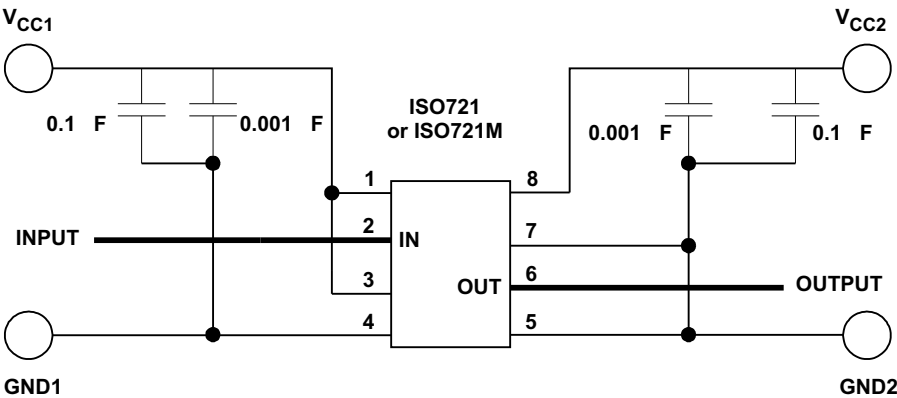 VCC1
VCC2
0.1 F
0.001 F
ISO721
or ISO721M
0.001 F
0.1 F
1
8
2
IN
7
INPUT
3
OUT
6
OUTPUT
4
5
GND1
GND2